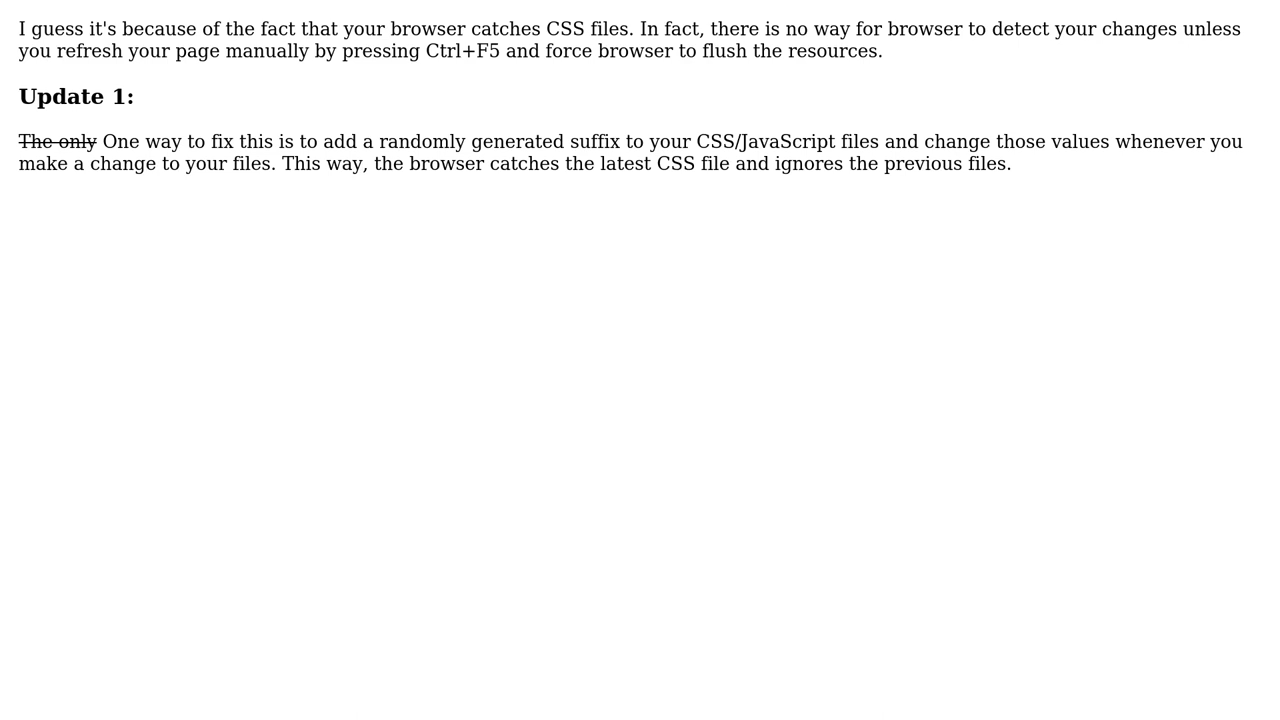 I guess it's because of the fact that your browser catches CSS files. In fact, there is no way for browser to detect your changes unless
you refresh your page manually by pressing Ctrl+F5 and force browser to flush the resources.
Update 1:
The only One way to fix this is to add a randomly generated suffix to your CSS/JavaScript files and change those values whenever you
make a change to your files. This way, the browser catches the latest CSS file and ignores the previous files.